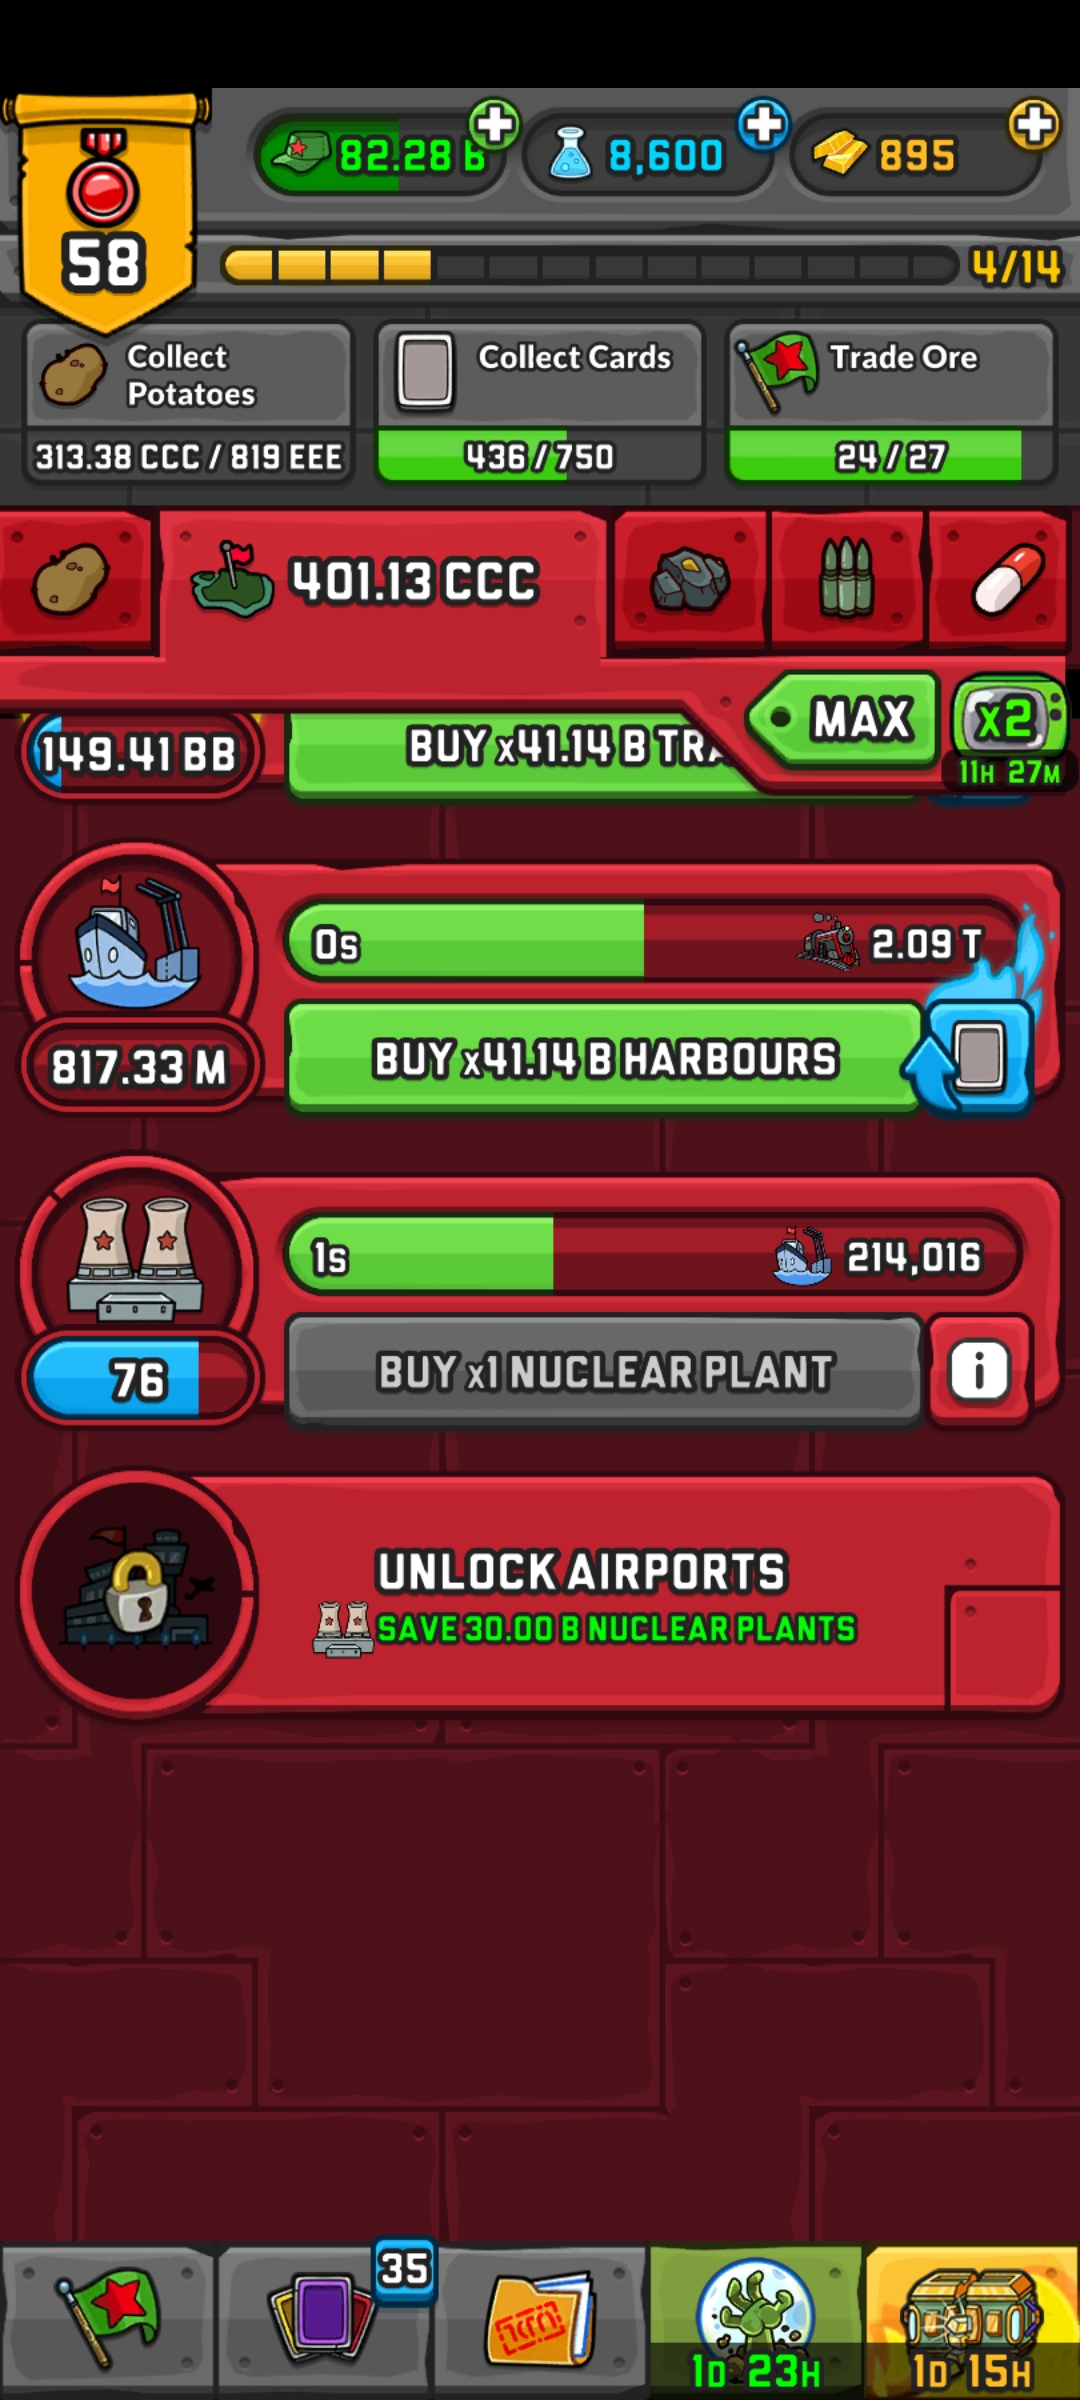 82.28 B
8,600
895
58
4/14
Collect
Potatoes
313.38 CCC / 819 EEE
Collect Cards
436 / 750
Trade Ore
24 / 27
401.13 CCC
MAX
X2
11H 27M
149.41 BB
BUY x41.14 B
0s
2.09 T
817.33 M
BUY x41.14 B HARBOURS
1s
214,016
76
BUY x1 NUCLEAR PLANT
i
UNLOCK AIRPORTS
SAVE 30.00 B NUCLEAR PLANTS
35
1D 23H
1D 15H